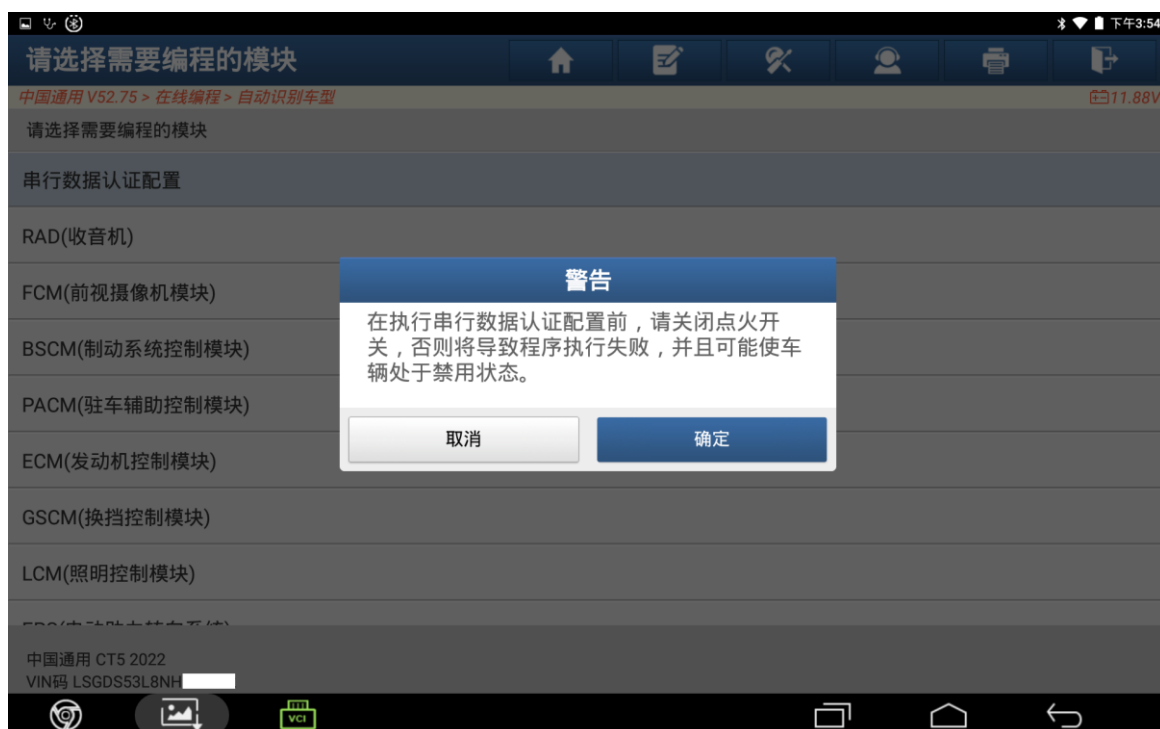 下午3:54
请选择需要编程的模块
中国通用 V52.75 > 在线编程 > 自动识别车型
11.88V
请选择需要编程的模块
串行数据认证配置
RAD(收音机)
FCM(前视摄像机模块)
BSCM(制动系统控制模块)
PACM(驻车辅助控制模块)
ECM(发动机控制模块)
GSCM(换挡控制模块)
LCM(照明控制模块)
警告
在执行串行数据认证配置前，请关闭点火开
关，否则将导致程序执行失败，并且可能使车
辆处于禁用状态。
取消
确定
中国通用 CT5 2022
VIN码 LSGDS53L8NH
VCI